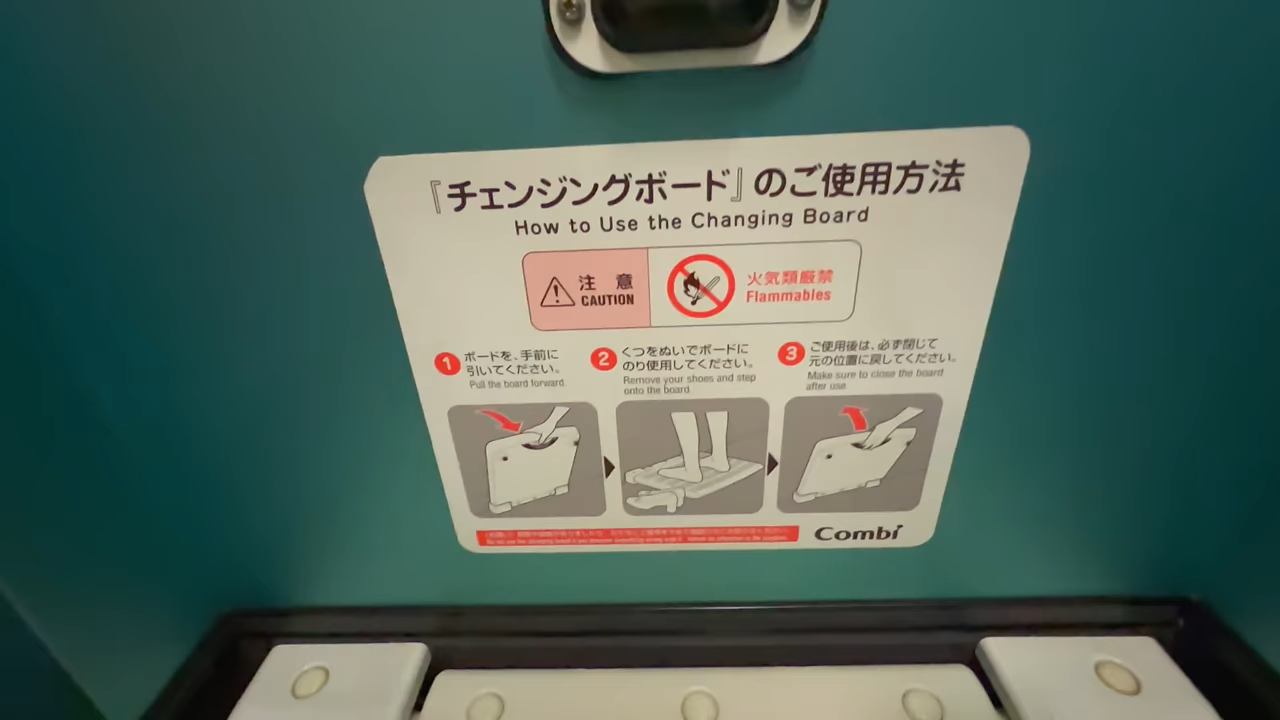 『チェンジングボード』のご使用方法
How to Use the Changing Board
注 意
CAUTION
火気類厳禁
Flammables
1 ボードを、手前に
引いてください。
Pull the board forward.
2 くつをぬいでボードに
のり使用してください。
Remove your shoes and step
onto the board.
3 ご使用後は、必ず閉じて
元の位置に戻してください。
Make sure to close the board
after use.
Combi